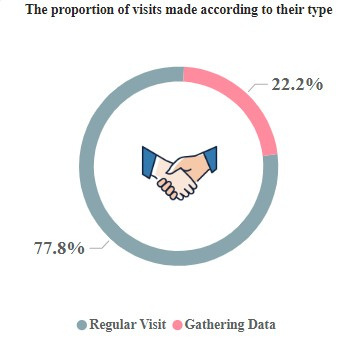 The proportion of visits made according to their type
22.2%
77.8%
Regular Visit Gathering Data